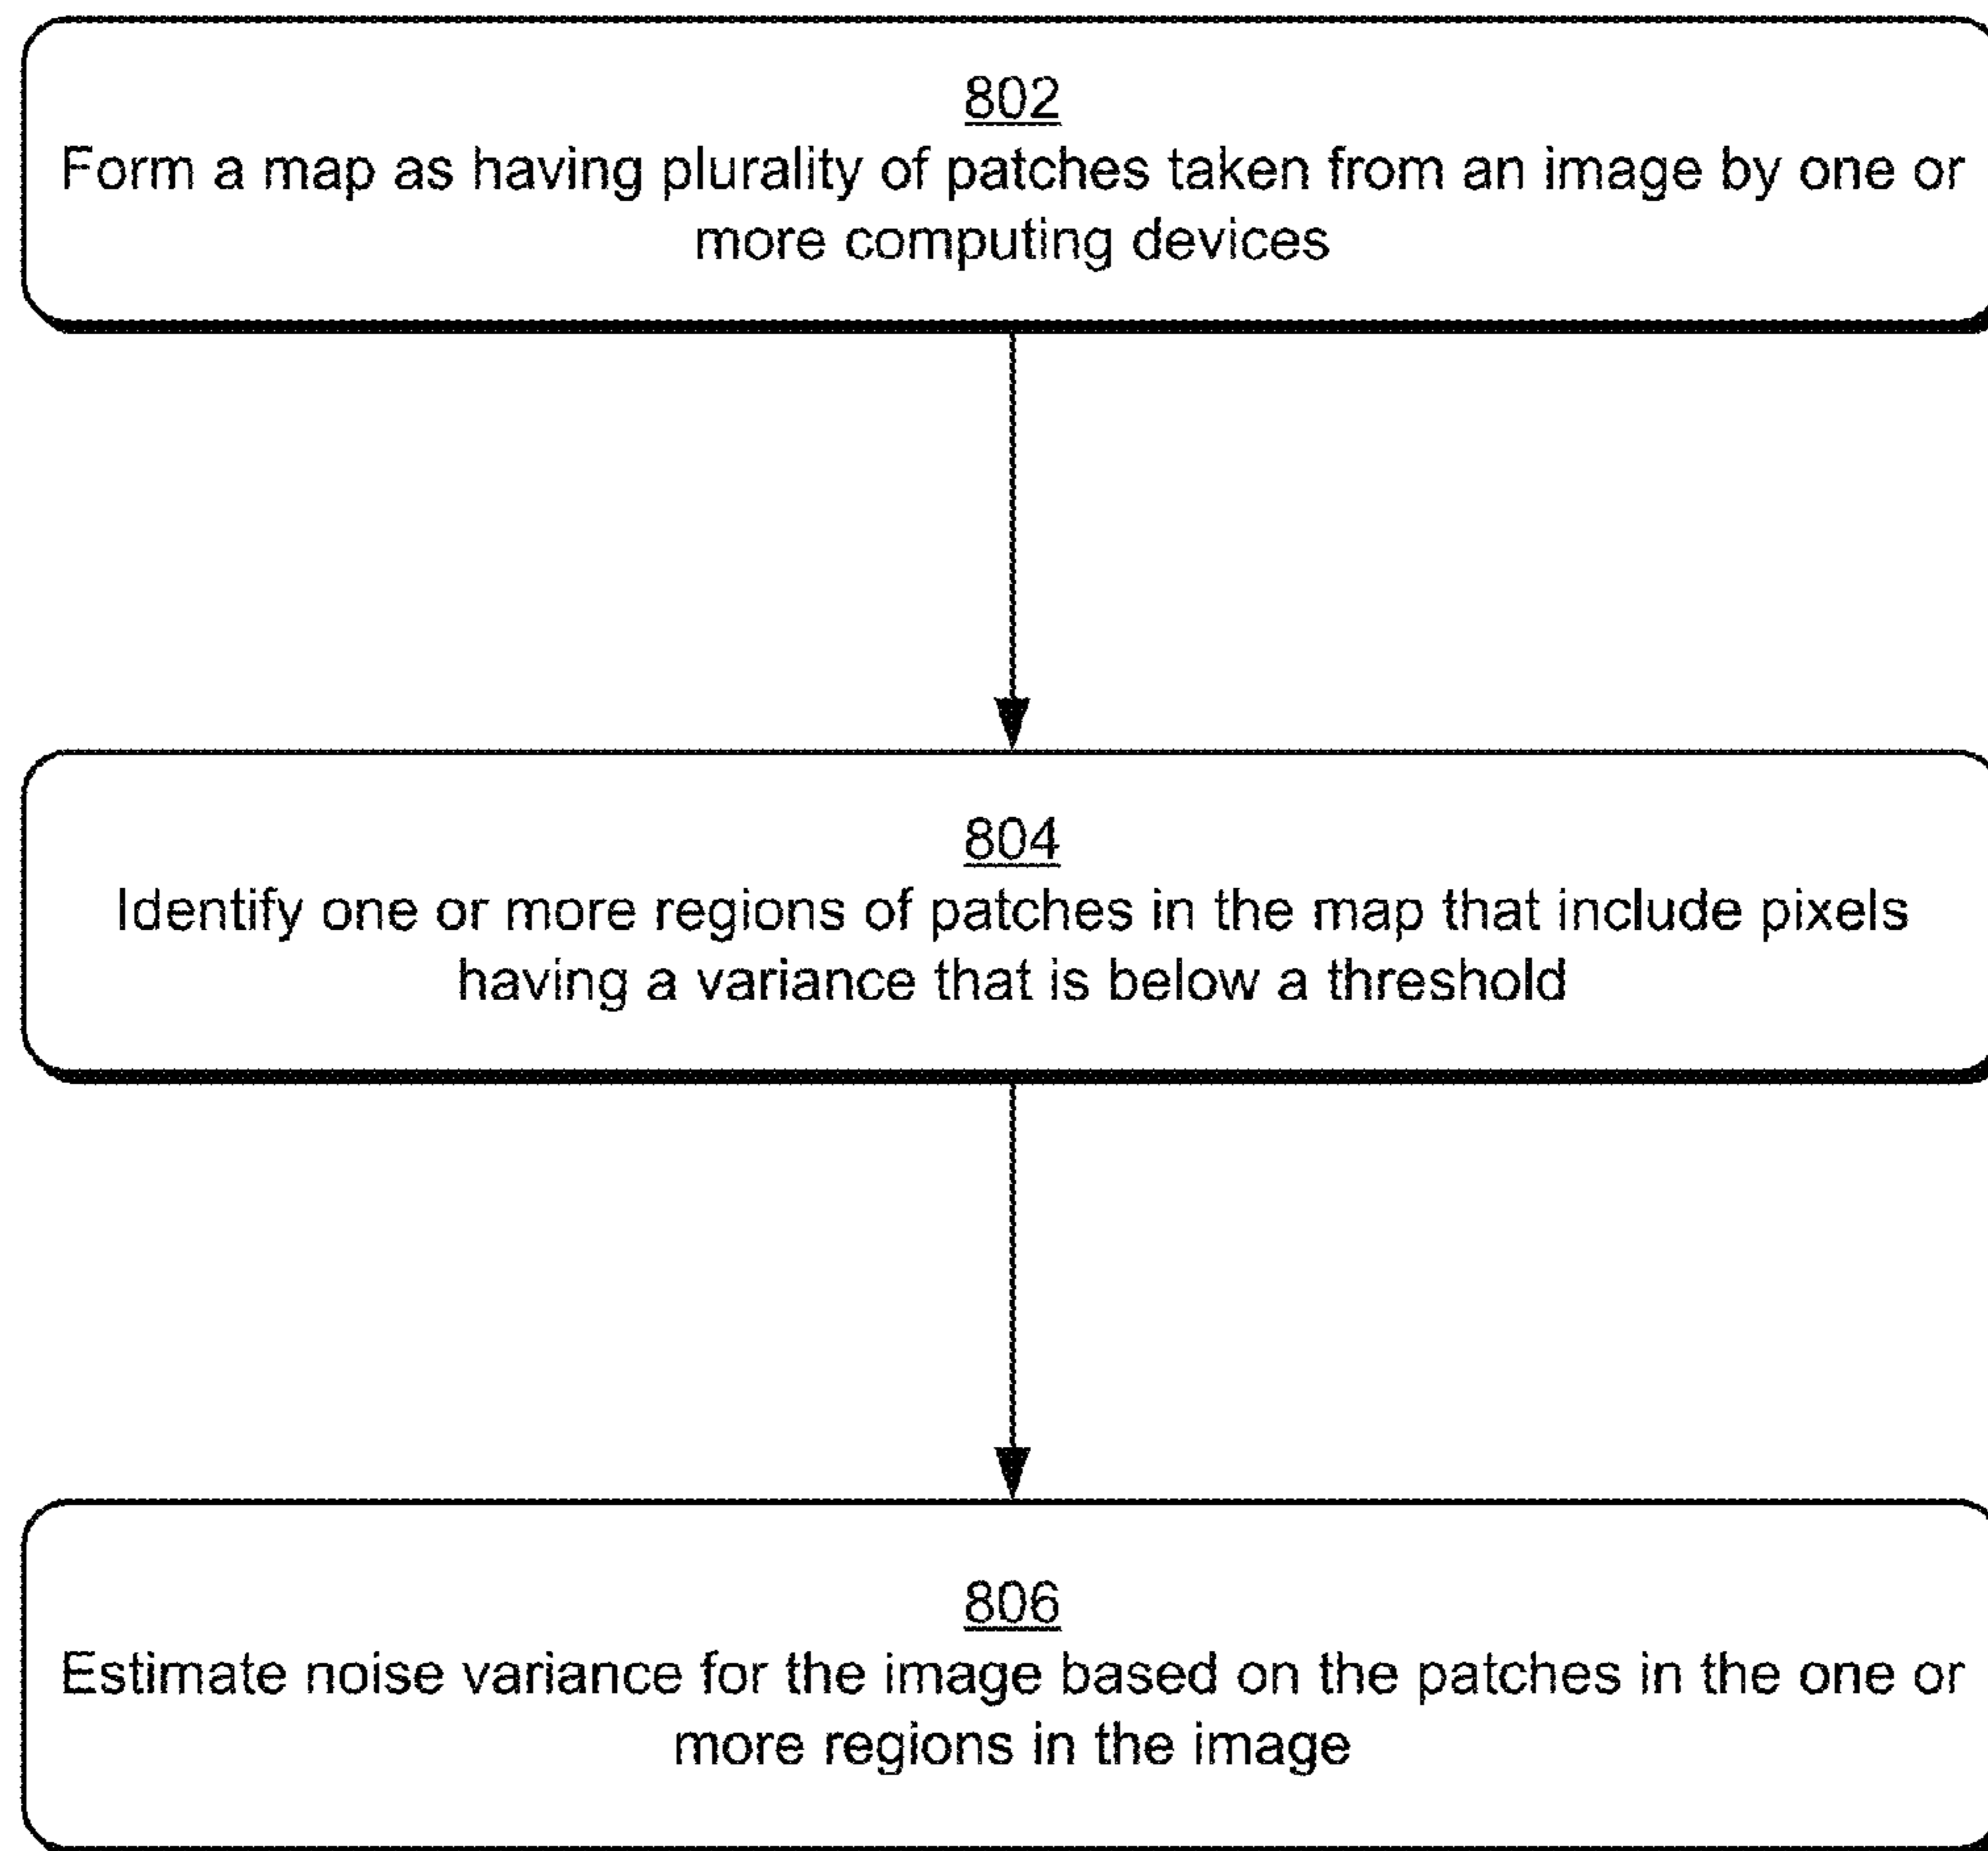 802
Form a map as having plurality of patches taken from an image by one or
more computing devices
804
Identify one or more regions of patches in the map that include pixels
having a variance that is below a threshold
806
Estimate noise variance for the image based on the patches in the one or
more regions in the image